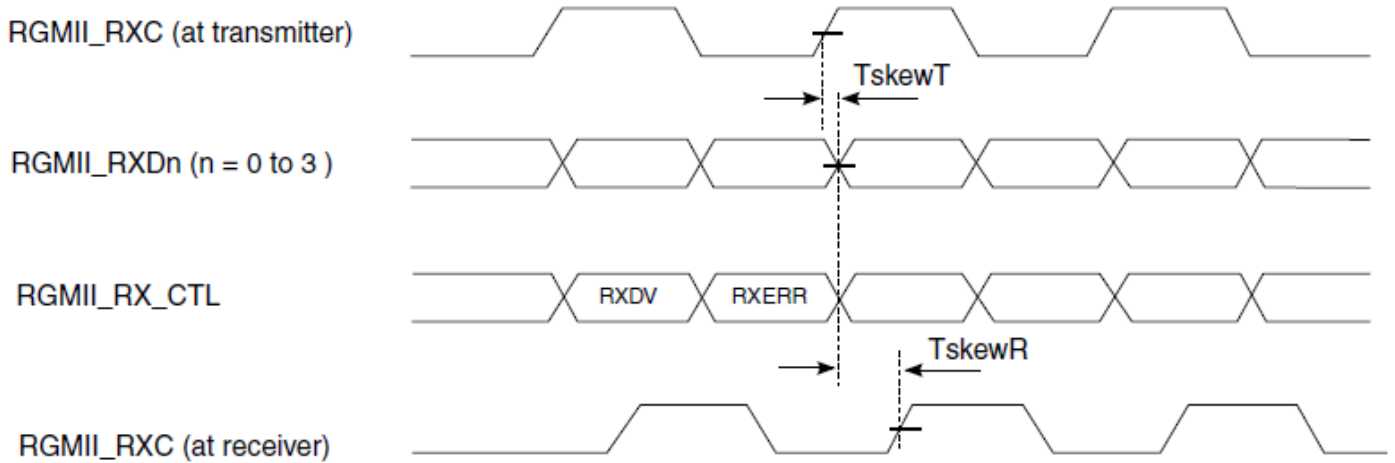 RGMII_RXC (at transmitter)
TskewT
RGMII_RXDn (n = 0 to 3 )
RGMII_RX_CTL
RXDV
RXERR
TskewR
RGMII_RXC (at receiver)